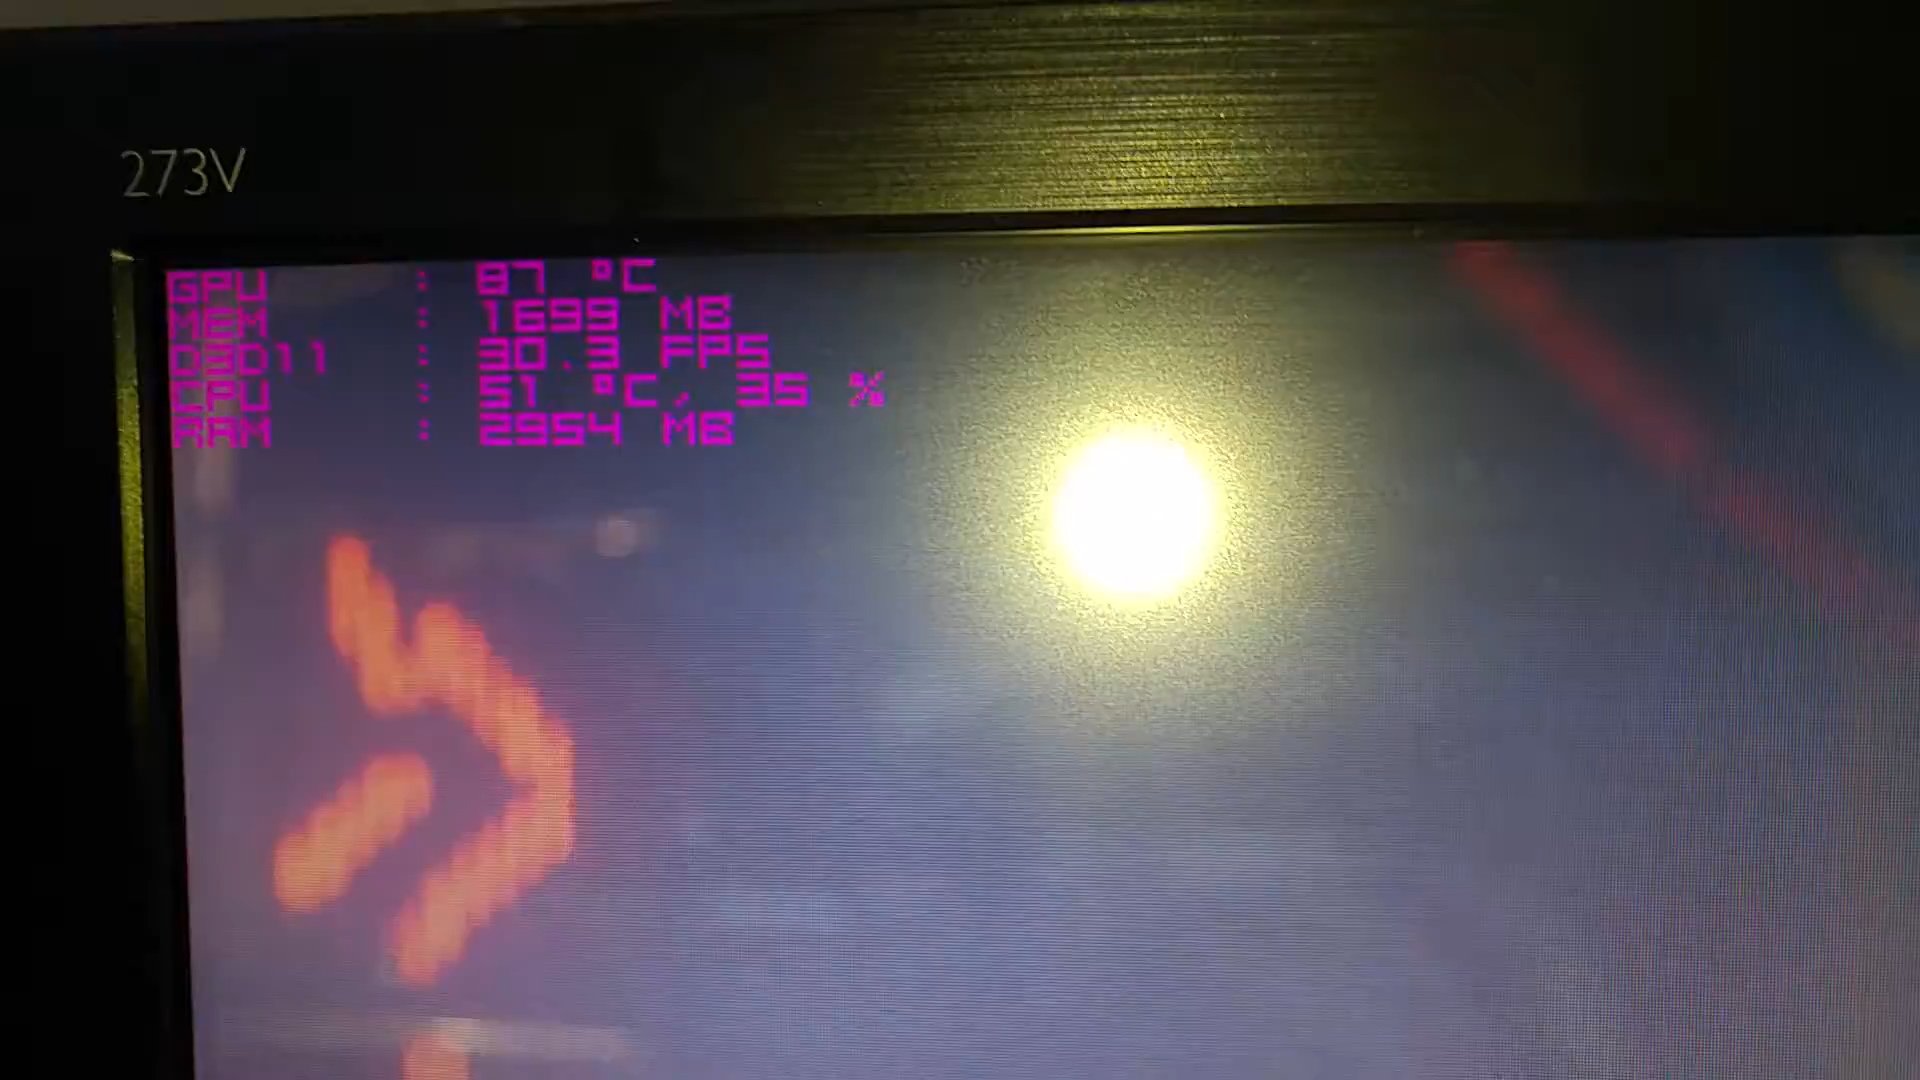 273V
GPU : 87 °C
MEM : 1699 MB
D3D11 : 30.3 FPS
CPU : 51 °C, 35 %
RAM : 2954 MB